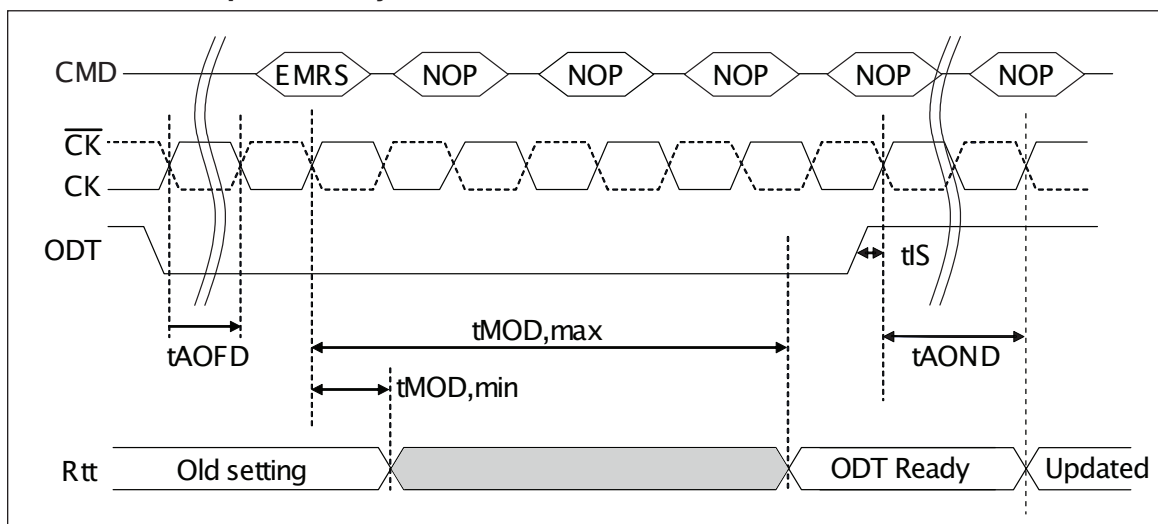 CMD EMRS NOP NOP NOP NOP NOP
CK
CK
ODT
tIS
tAOFD
tMOD,max
tAOND
tMOD,min
Rtt Old setting ODT Ready Updated